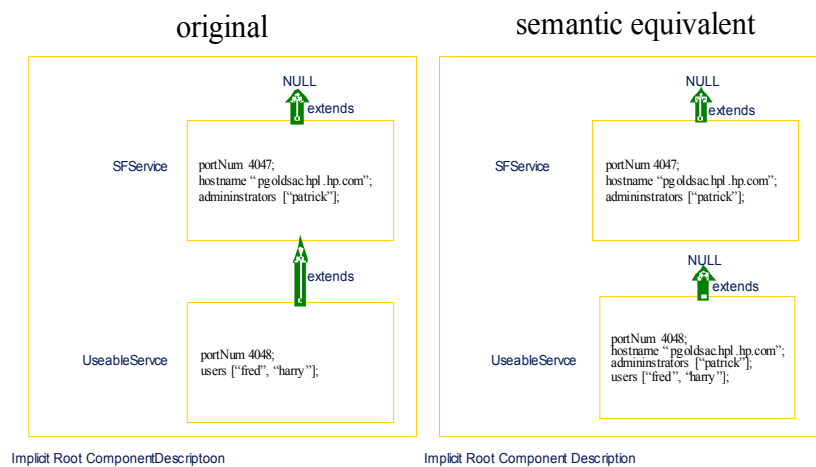 original
NULL
extends
SFService
portNum 4047;
hostname “pgoldsac.hpl.hp.com”;
admininstrators [“patrick”];
extends
UseableServce
portNum 4048;
users [“fred”, “harry”];
Implicit Root ComponentDescriptoon
semantic equivalent
NULL
extends
SFService
portNum 4047;
hostname “pgoldsac.hpl.hp.com”;
admininstrators [“patrick”];
NULL
extends
UseableServce
portNum 4048;
hostname “pgoldsac.hpl.hp.com”;
admininstrators [“patrick”];
users [“fred”, “harry”];
Implicit Root Component Description